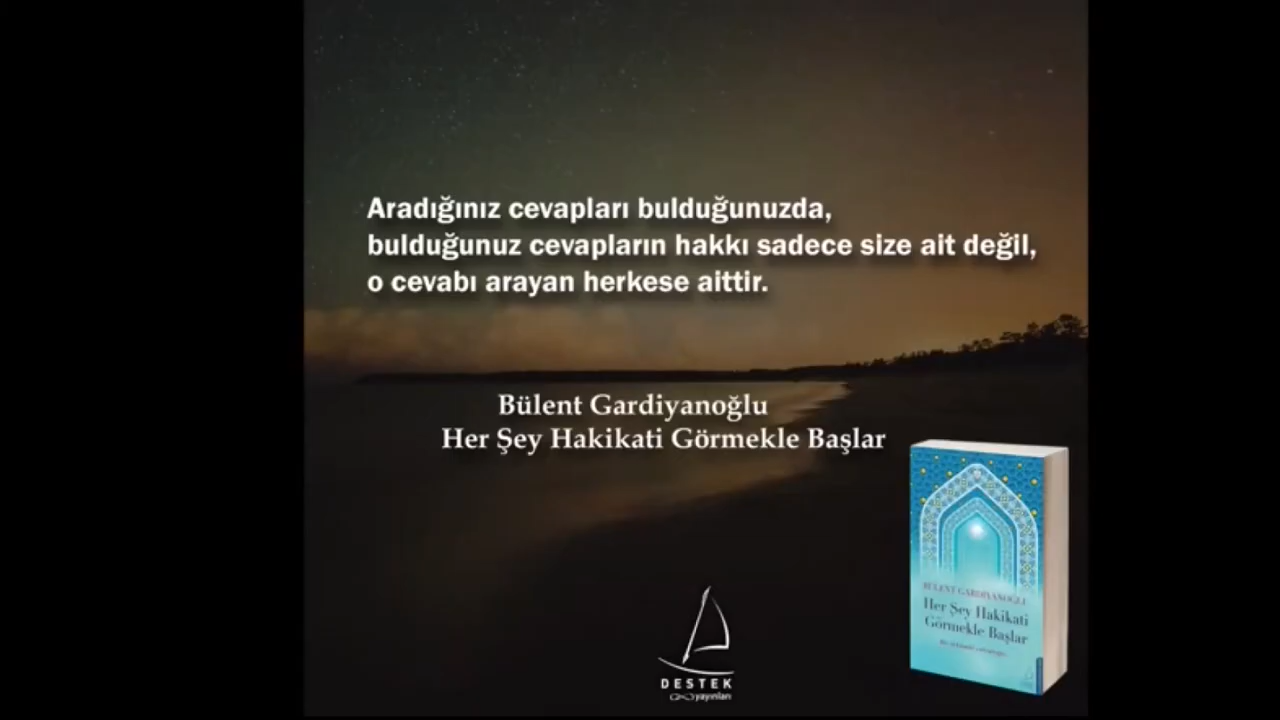 Aradığınız cevapları bulduğunuzda,
bulduğunuz cevapların hakkı sadece size ait değil,
o cevabı arayan herkese aittir.
Bülent Gardiyanoğlu
Her Şey Hakikati Görmekle Başlar
BÜLENT GARDİYANOĞLU
Her Şey Hakikati
Görmekle Başlar
DESTEK
yayınları